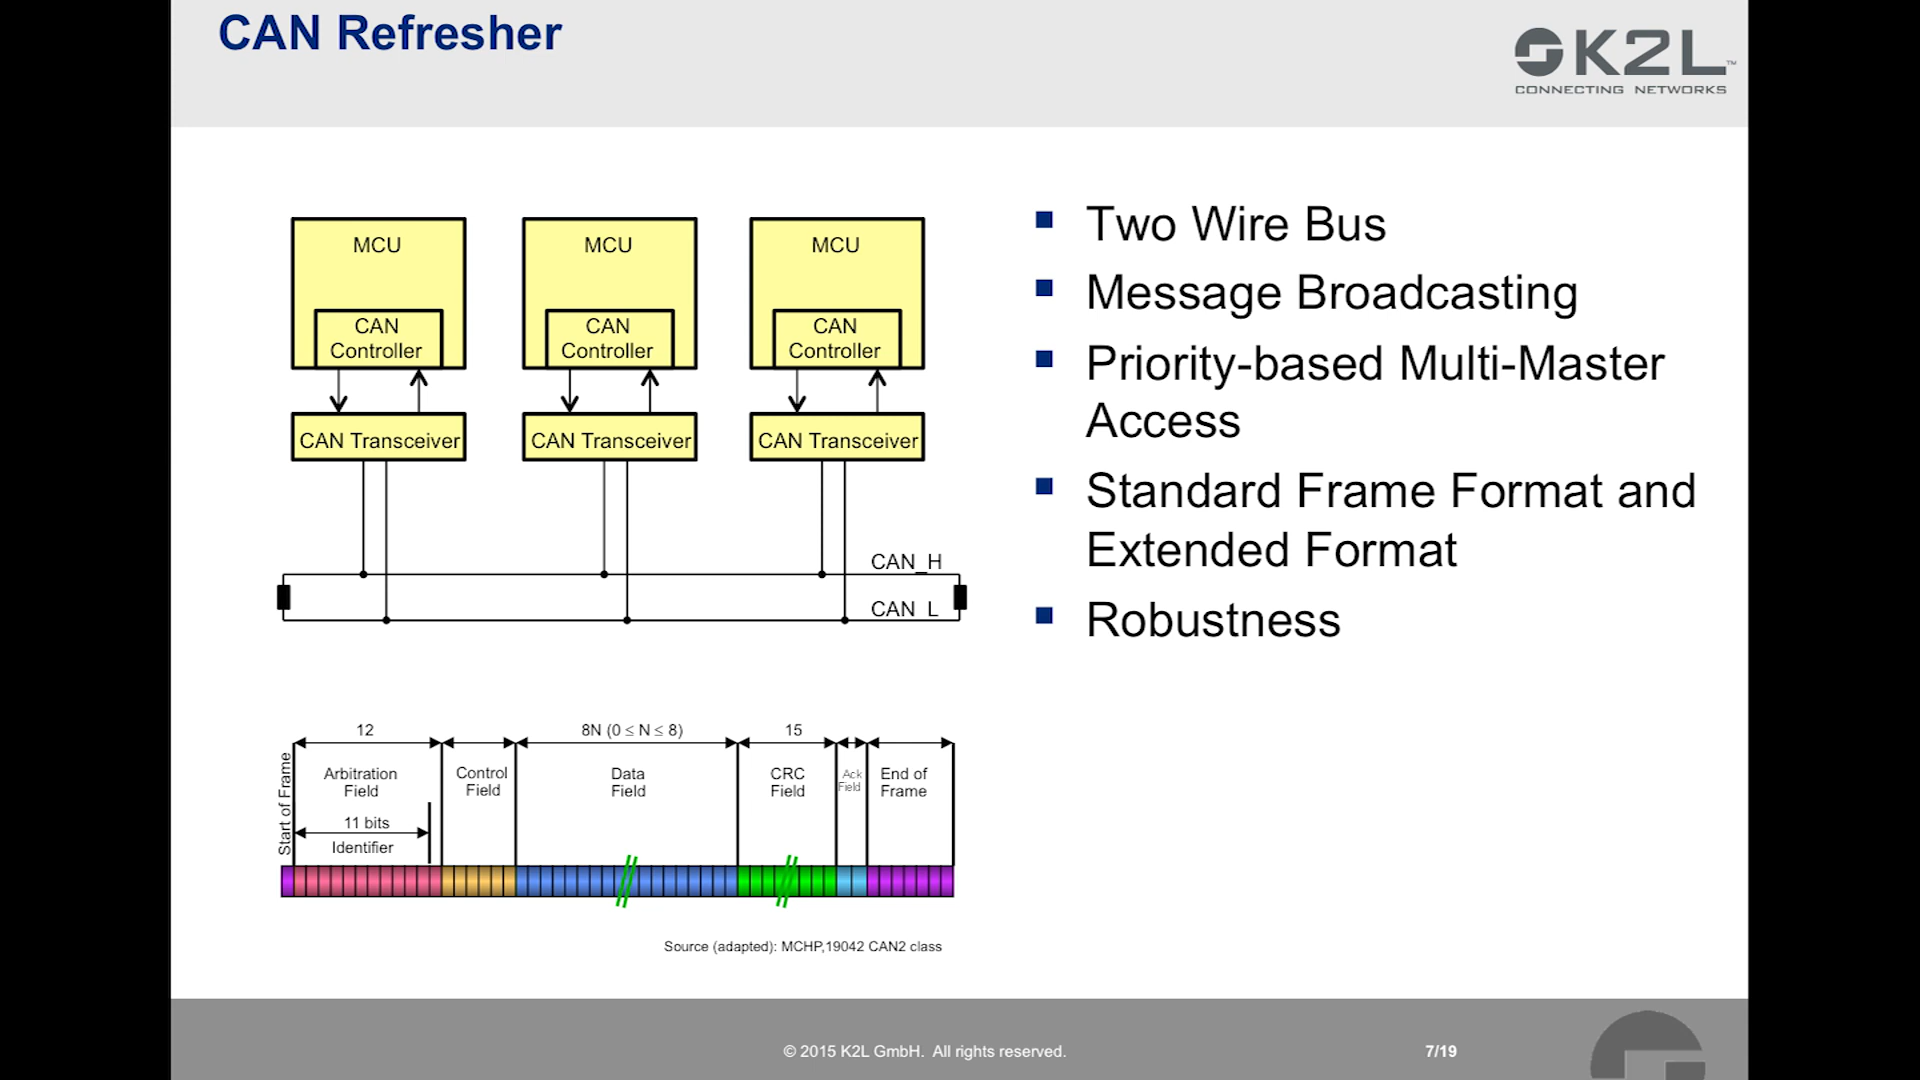 CAN Refresher
K2L™
CONNECTING NETWORKS
MCU
CAN
Controller
CAN Transceiver
MCU
CAN
Controller
CAN Transceiver
MCU
CAN
Controller
CAN Transceiver
CAN_H
CAN_L
Two Wire Bus
Message Broadcasting
Priority-based Multi-Master
Access
Standard Frame Format and
Extended Format
Robustness
12
8N (0 ≤ N ≤ 8)
15
Start of Frame
Arbitration
Field
Control
Field
Data
Field
CRC
Field
Ack
Field
End of
Frame
11 bits
Identifier
Source (adapted): MCHP,19042 CAN2 class
© 2015 K2L GmbH. All rights reserved.
7/19